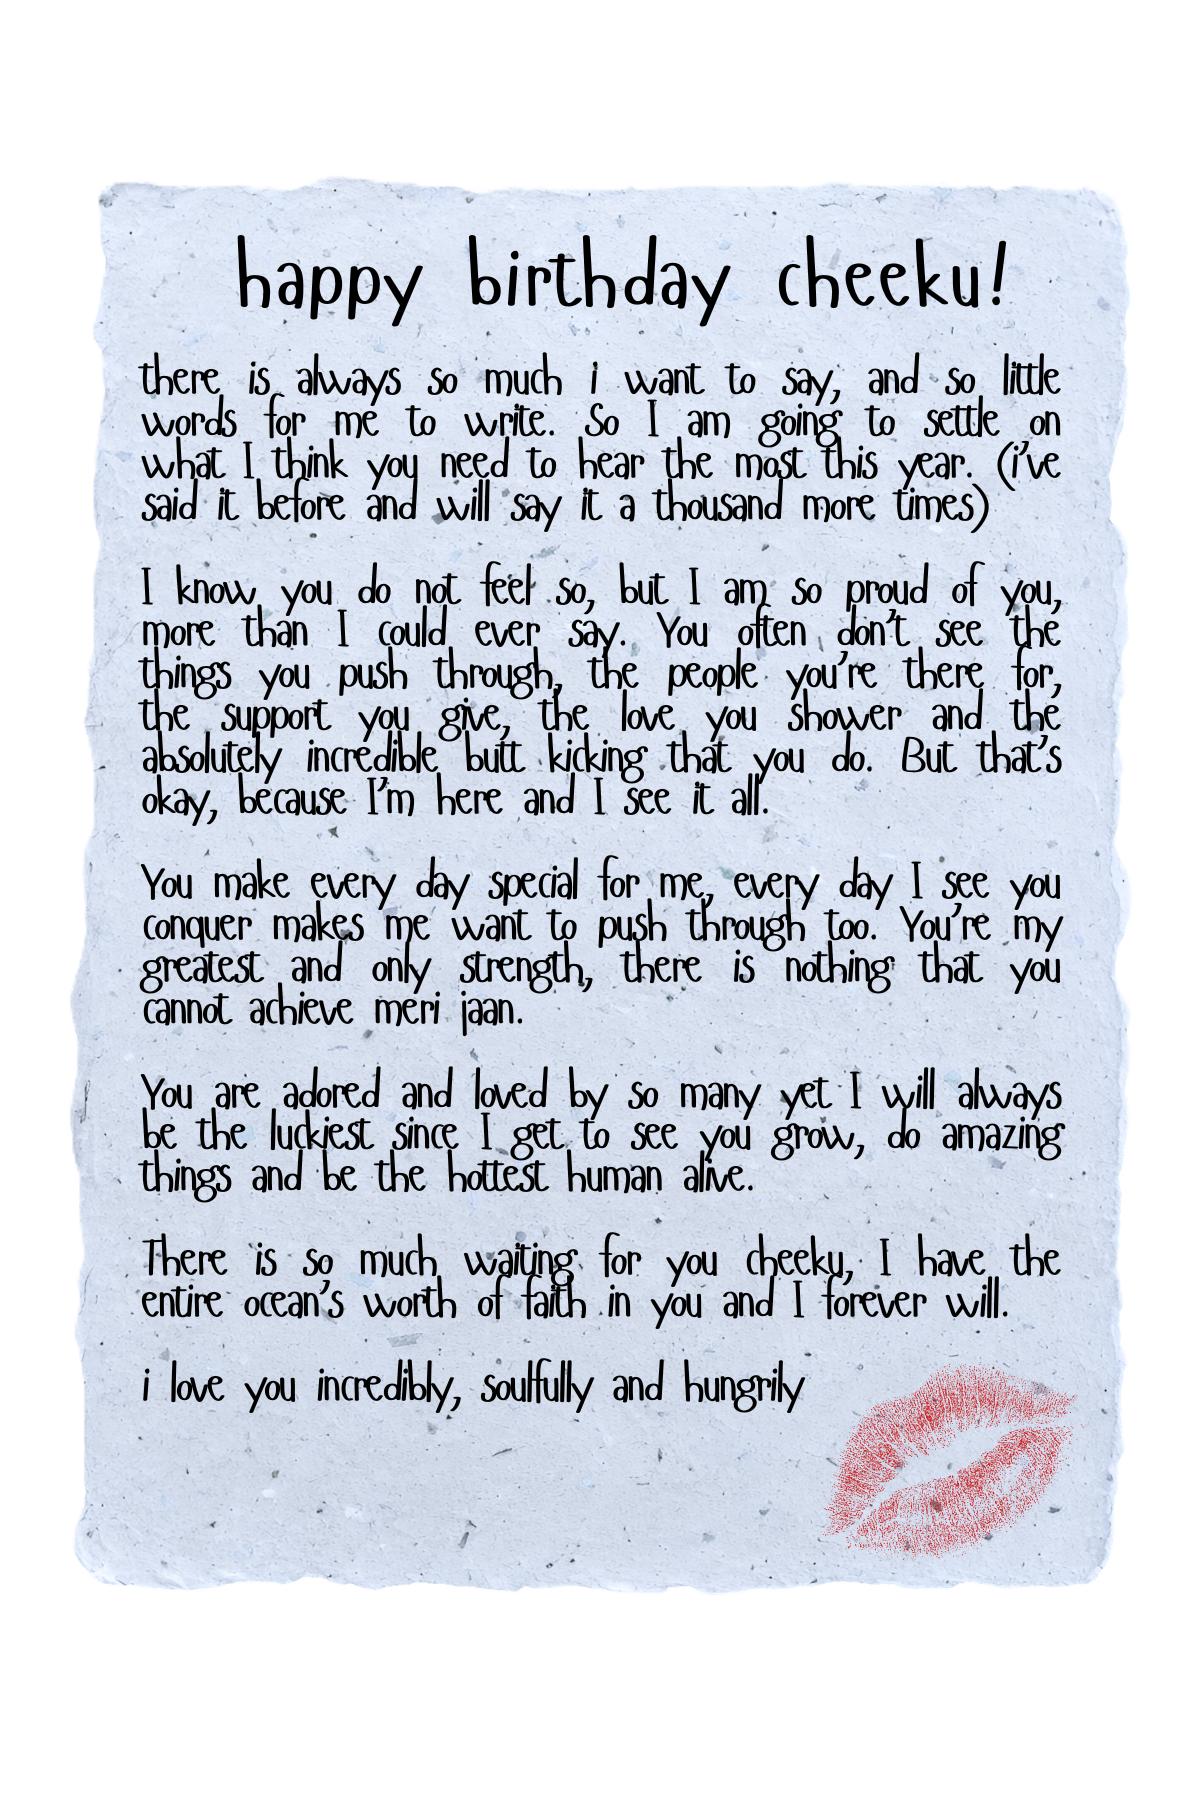 happy birthday cheeku!
there is always so much i want to say, and so little
words for me to write. So I am going to settle on
what I think you need to hear the most this year. (i've
said it before and will say it a thousand more times)
I know you do not feel so, but I am so proud of you,
more than I could ever say. You often don't see the
things you push through, the people you're there for,
the support you give, the love you shower and the
absolutely incredible butt kicking that you do. But that's
okay, because I'm here and I see it all.
You make every day special for me, every day I see you
conquer makes me want to push through too. You're my
greatest and only strength, there is nothing that you
cannot achieve meri jaan.
You are adored and loved by so many yet I will always
be the luckiest since I get to see you grow, do amazing
things and be the hottest human alive.
There is so much waiting for you cheeku, I have the
entire ocean's worth of faith in you and I forever will.
i love you incredibly, soulfully and hungrily